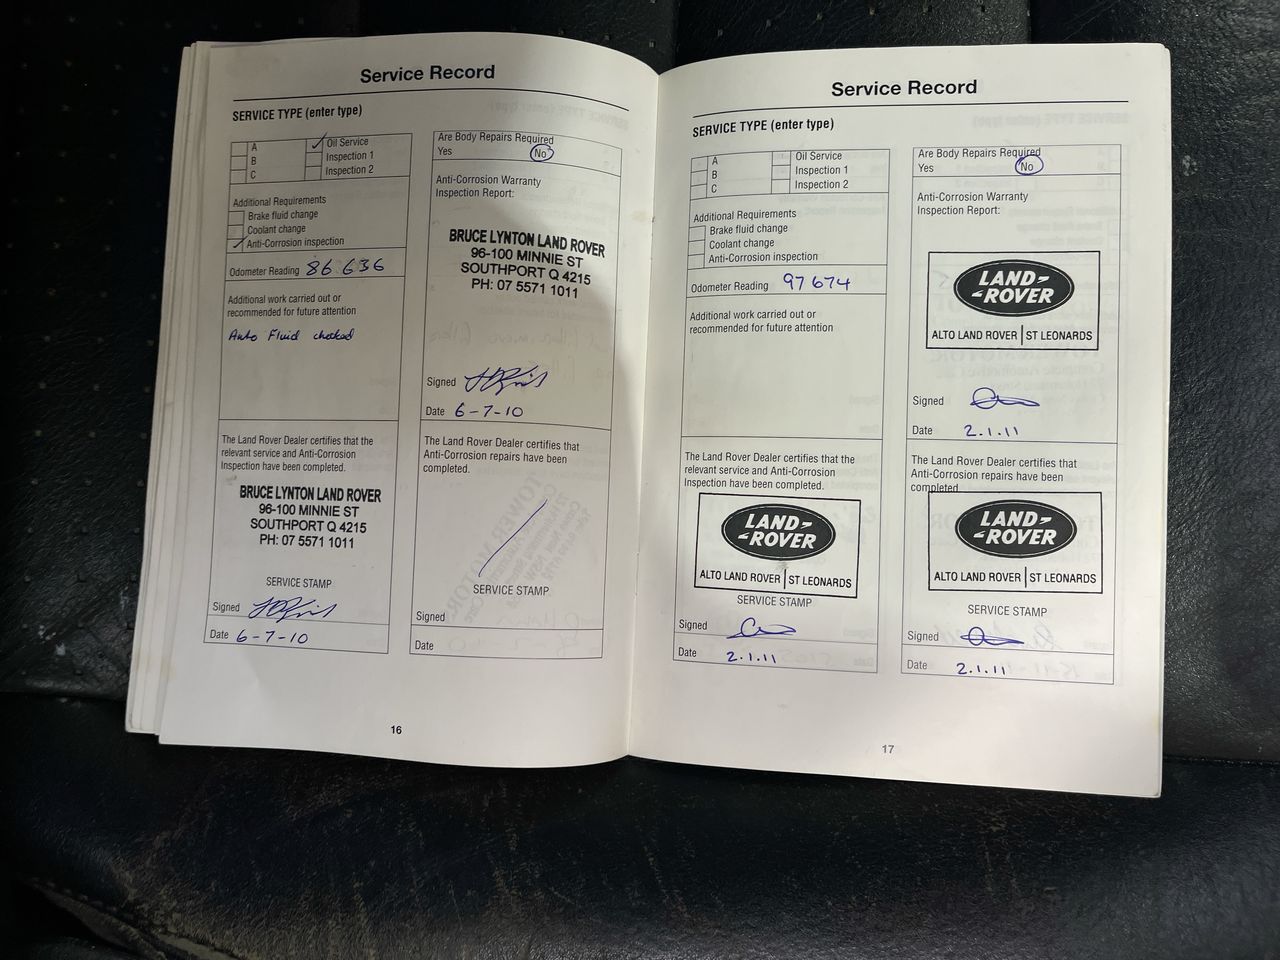 Service Record
SERVICE TYPE (enter type)
A
B
C
Oil Service
Inspection 1
Inspection 2
Additional Requirements
Brake fluid change
Coolant change
Anti-Corrosion inspection
Odometer Reading 86 636
Additional work carried out or
recommended for future attention
Auto Fluid checked
The Land Rover Dealer certifies that the
relevant service and Anti-Corrosion
Inspection have been completed.
BRUCE LYNTON LAND ROVER
96-100 MINNIE ST
SOUTHPORT Q 4215
PH: 07 5571 1011
SERVICE STAMP
Signed
Date 6-7-10
Are Body Repairs Required
Yes No
Anti-Corrosion Warranty
Inspection Report:
BRUCE LYNTON LAND ROVER
96-100 MINNIE ST
SOUTHPORT Q 4215
PH: 07 5571 1011
Signed
Date 6-7-10
The Land Rover Dealer certifies that
Anti-Corrosion repairs have been
completed.
SERVICE STAMP
Signed
Date
16
Service Record
SERVICE TYPE (enter type)
A
B
C
Oil Service
Inspection 1
Inspection 2
Additional Requirements
Brake fluid change
Coolant change
Anti-Corrosion inspection
Odometer Reading 97674
Additional work carried out or
recommended for future attention
The Land Rover Dealer certifies that the
relevant service and Anti-Corrosion
Inspection have been completed.
LAND-
-ROVER
ALTO LAND ROVER | ST LEONARDS
SERVICE STAMP
Signed
Date 2.1.11
Are Body Repairs Required
Yes No
Anti-Corrosion Warranty
Inspection Report:
LAND-
-ROVER
ALTO LAND ROVER | ST LEONARDS
Signed
Date 2.1.11
The Land Rover Dealer certifies that
Anti-Corrosion repairs have been
completed.
LAND-
-ROVER
ALTO LAND ROVER | ST LEONARDS
SERVICE STAMP
Signed
Date 2.1.11
17